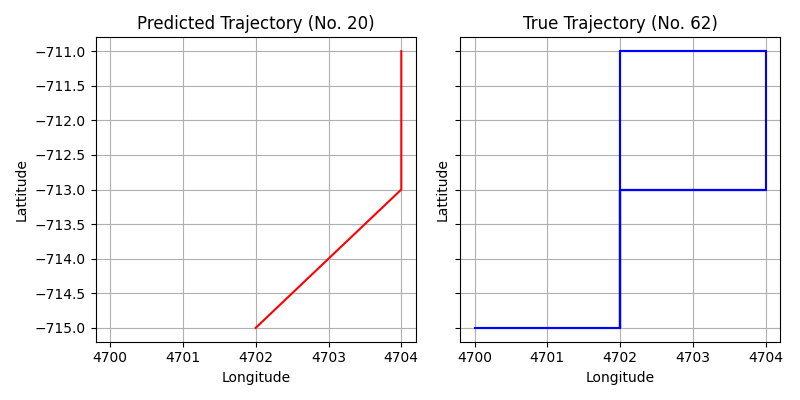 Predicted Trajectory (No. 20)
True Trajectory (No. 62)
−711.0
−711.5
−712.0
−712.5
−713.0
−713.5
−714.0
−714.5
−715.0
Lattitude
Lattitude
4700 4701 4702 4703 4704
4700 4701 4702 4703 4704
Longitude
Longitude